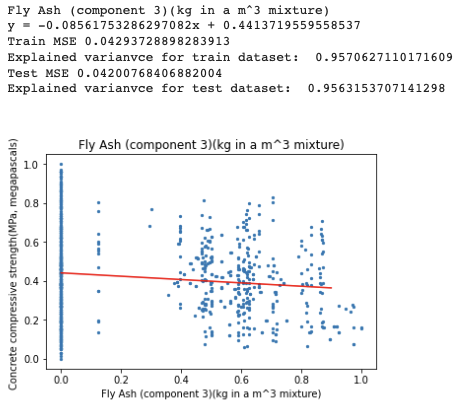 Fly Ash (component 3)(kg in a m^3 mixture)
y = -0.08561753286297082x + 0.4413719559558537
Train MSE 0.04293728898283913
Explained varianvce for train dataset:  0.9570627110171609
Test MSE 0.04200768406882004
Explained varianvce for test dataset:  0.9563153707141298
Fly Ash (component 3)(kg in a m^3 mixture)
Concrete compressive strength(MPa, megapascals)
1.0
0.8
0.6
0.4
0.2
0.0
0.0 0.2 0.4 0.6 0.8 1.0
Fly Ash (component 3)(kg in a m^3 mixture)